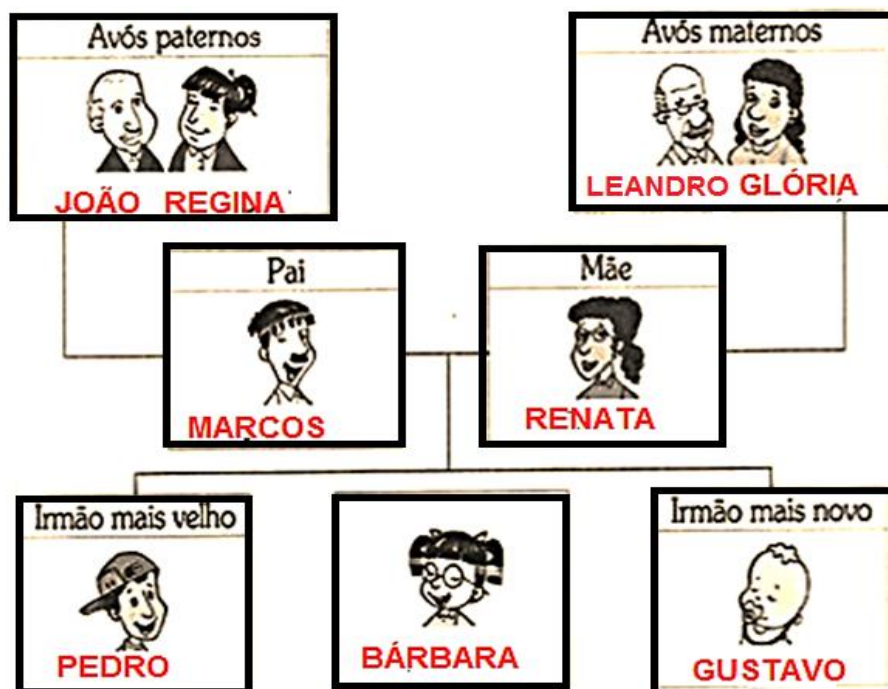 Avós paternos
JOÃO REGINA
Avós maternos
LEANDRO GLÓRIA
Pai
MARCOS
Mãe
RENATA
Irmão mais velho
PEDRO
BÁRBARA
Irmão mais novo
GUSTAVO